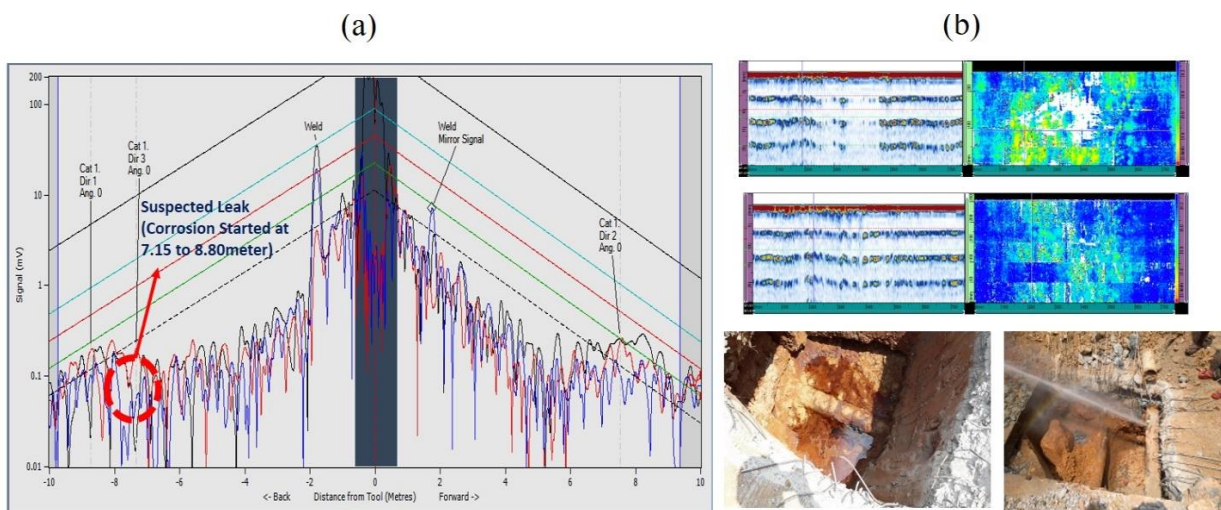 (a)
(b)
200
100
10
1
0.1
0.01
Signal (mV)
Cat 1.
Dir 1
Ang. 0
Cat 1.
Dir 3
Ang. 0
Suspected Leak
(Corrosion Started at
7.15 to 8.80meter)
Weld
Weld
Mirror Signal
Cat 1.
Dir 2
Ang. 0
-10 -8 -6 -4 -2 0 2 4 6 8 10
<- Back Distance from Tool (Metres) Forward ->